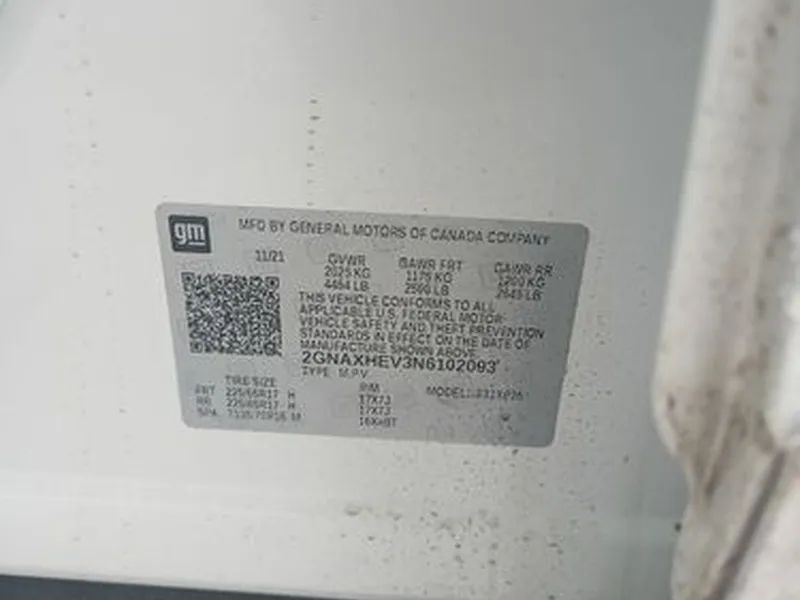 gm
MFD BY GENERAL MOTORS OF CANADA COMPANY
11/21 GVWR GAWR FRT GAWR RR
2025 KG 1175 KG 1200 KG
4464 LB 2590 LB 2645 LB
THIS VEHICLE CONFORMS TO ALL
APPLICABLE U.S. FEDERAL MOTOR
VEHICLE SAFETY AND THEFT PREVENTION
STANDARDS IN EFFECT ON THE DATE OF
MANUFACTURE SHOWN ABOVE.
2GNAXHEV3N6102093
TYPE M.P.V.
TIRE SIZE RIM MODEL:
FRT 225/65R17 H 17X7J
RR 225/65R17 H 17X7J
SPA